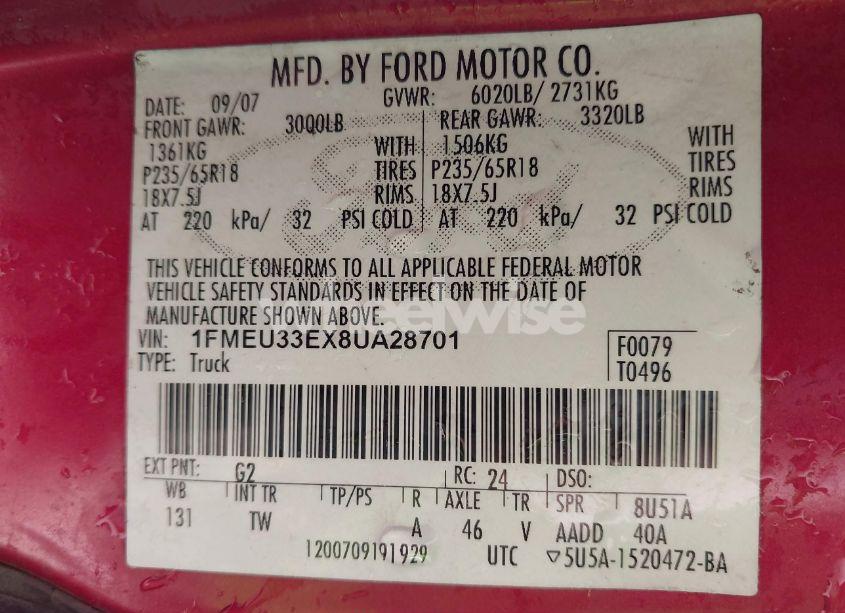 MFD. BY FORD MOTOR CO.
DATE: 09/07 GVWR: 6020LB/ 2731KG
FRONT GAWR: 3000LB REAR GAWR: 3320LB
1361KG WITH 1506KG WITH
P235/65R18 TIRES P235/65R18 TIRES
18X7.5J RIMS 18X7.5J RIMS
AT 220 kPa/ 32 PSI COLD AT 220 kPa/ 32 PSI COLD
THIS VEHICLE CONFORMS TO ALL APPLICABLE FEDERAL MOTOR
VEHICLE SAFETY STANDARDS IN EFFECT ON THE DATE OF
MANUFACTURE SHOWN ABOVE.
VIN: 1FMEU33EX8UA28701
TYPE: Truck
F0079
T0496
EXT PNT: G2 RC: 24 DSO:
WB INT TR TP/PS R AXLE TR SPR 8U51A
131 TW A 46 V AADD 40A
1200709191929 UTC ▽5U5A-1520472-BA